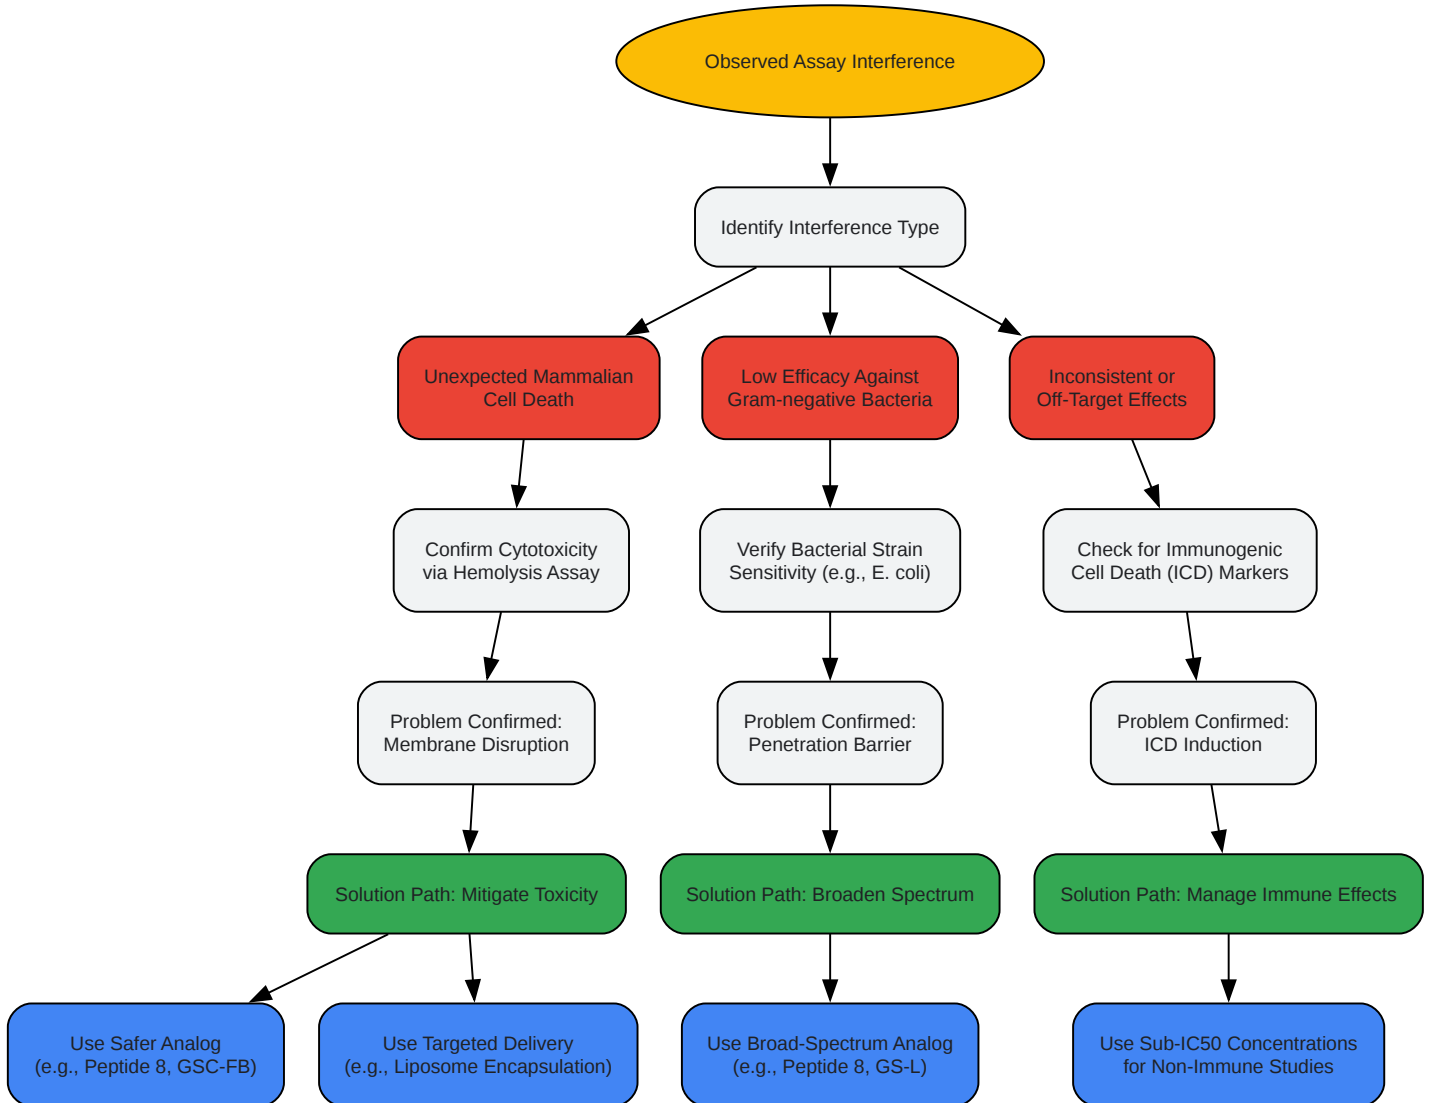 Observed Assay Interference
Identify Interference Type
Unexpected Mammalian
Cell Death
Low Efficacy Against
Gram-negative Bacteria
Inconsistent or
Off-Target Effects
Confirm Cytotoxicity
via Hemolysis Assay
Verify Bacterial Strain
Sensitivity (e.g., E. coli)
Check for Immunogenic
Cell Death (ICD) Markers
Problem Confirmed:
Membrane Disruption
Problem Confirmed:
Penetration Barrier
Problem Confirmed:
ICD Induction
Solution Path: Mitigate Toxicity
Solution Path: Broaden Spectrum
Solution Path: Manage Immune Effects
Use Safer Analog
(e.g., Peptide 8, GSC-FB)
Use Targeted Delivery
(e.g., Liposome Encapsulation)
Use Broad-Spectrum Analog
(e.g., Peptide 8, GS-L)
Use Sub-IC50 Concentrations
for Non-Immune Studies